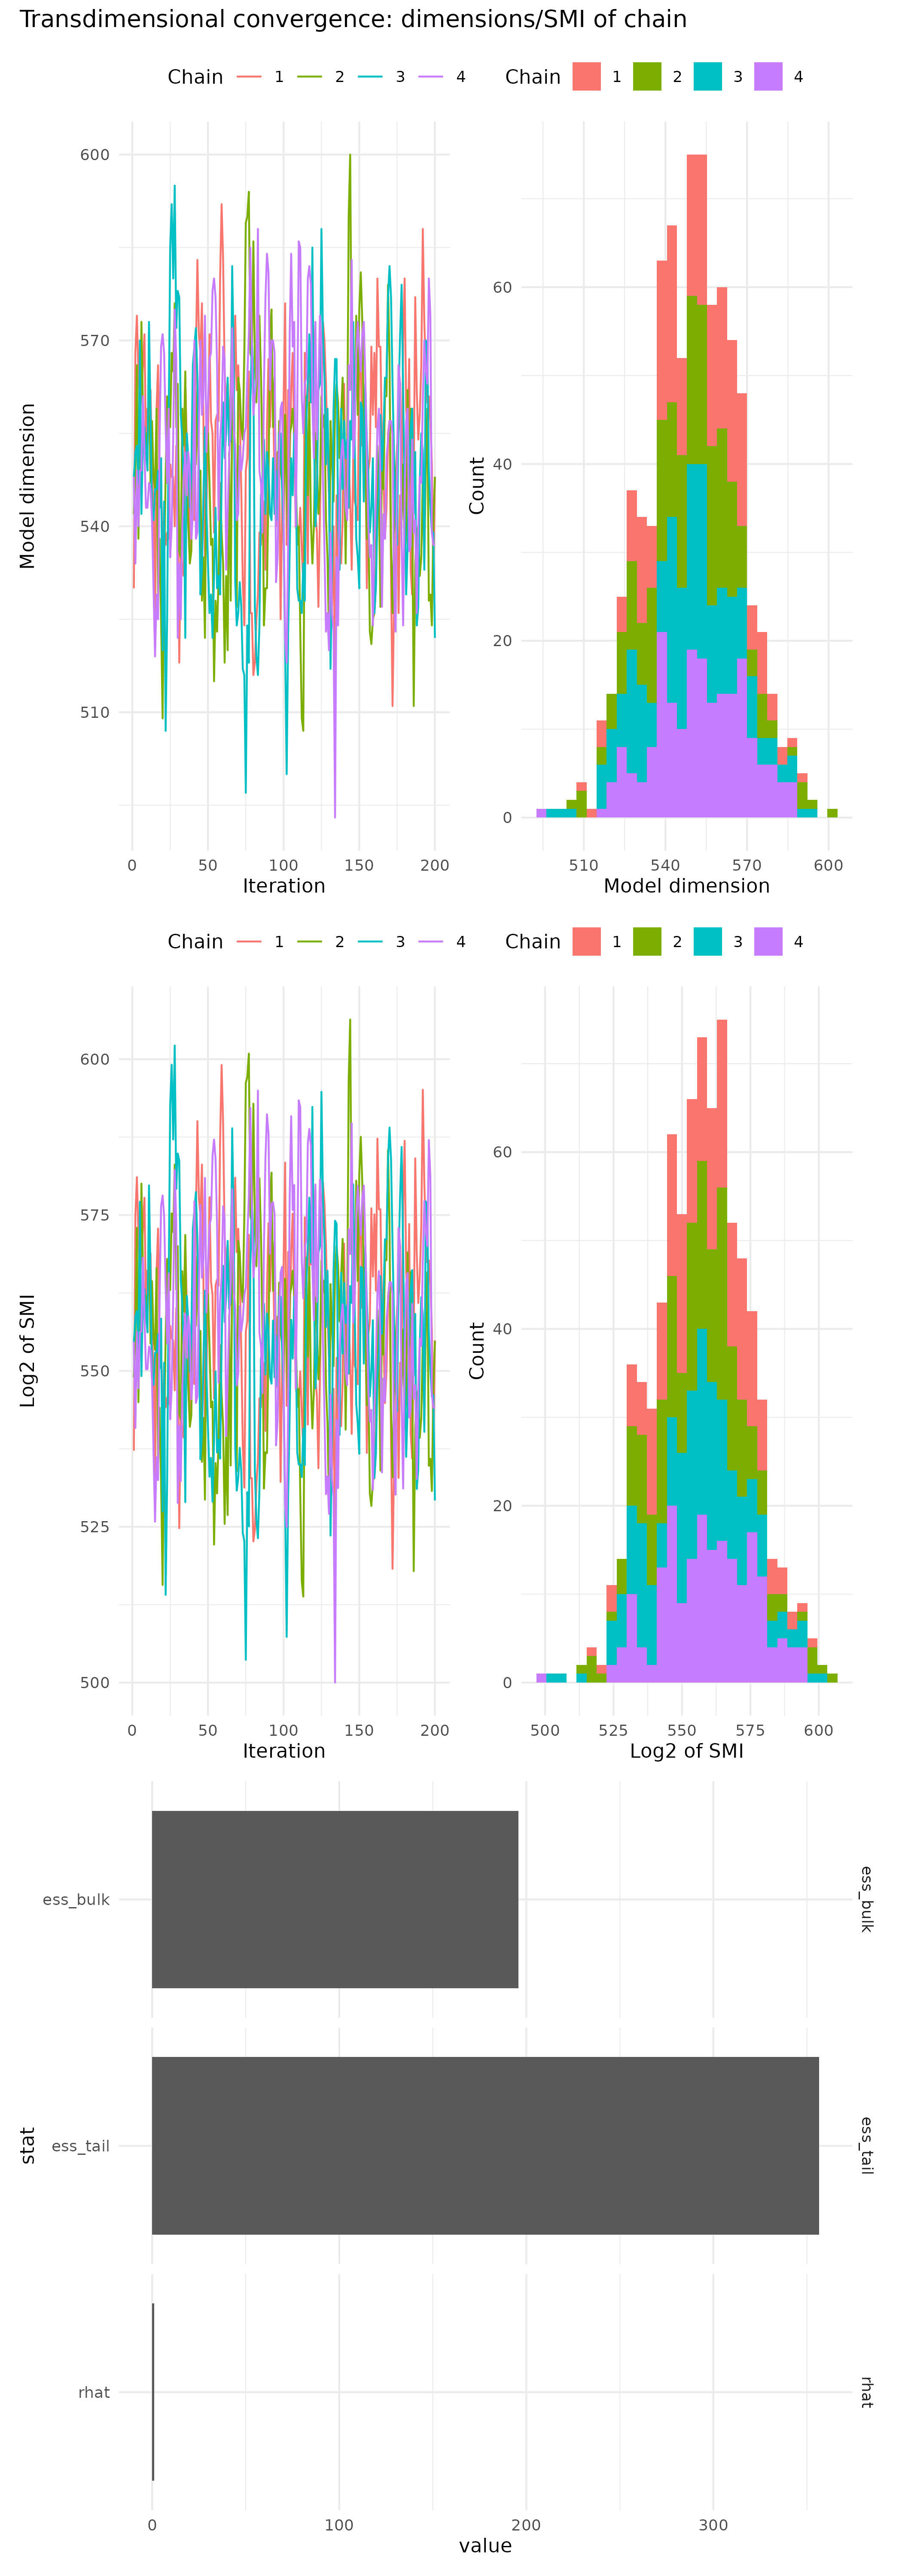 Transdimensional convergence: dimensions/SMI of chain
Chain 1 2 3 4
Chain 1 2 3 4
600
570
540
510
Model dimension
0 50 100 150 200
Iteration
60
40
20
0
Count
510 540 570 600
Model dimension
Chain 1 2 3 4
Chain 1 2 3 4
600
575
550
525
500
Log2 of SMI
0 50 100 150 200
Iteration
60
40
20
0
Count
500 525 550 575 600
Log2 of SMI
ess_bulk
ess_bulk
stat
ess_tail
ess_tail
rhat
rhat
0 100 200 300
value